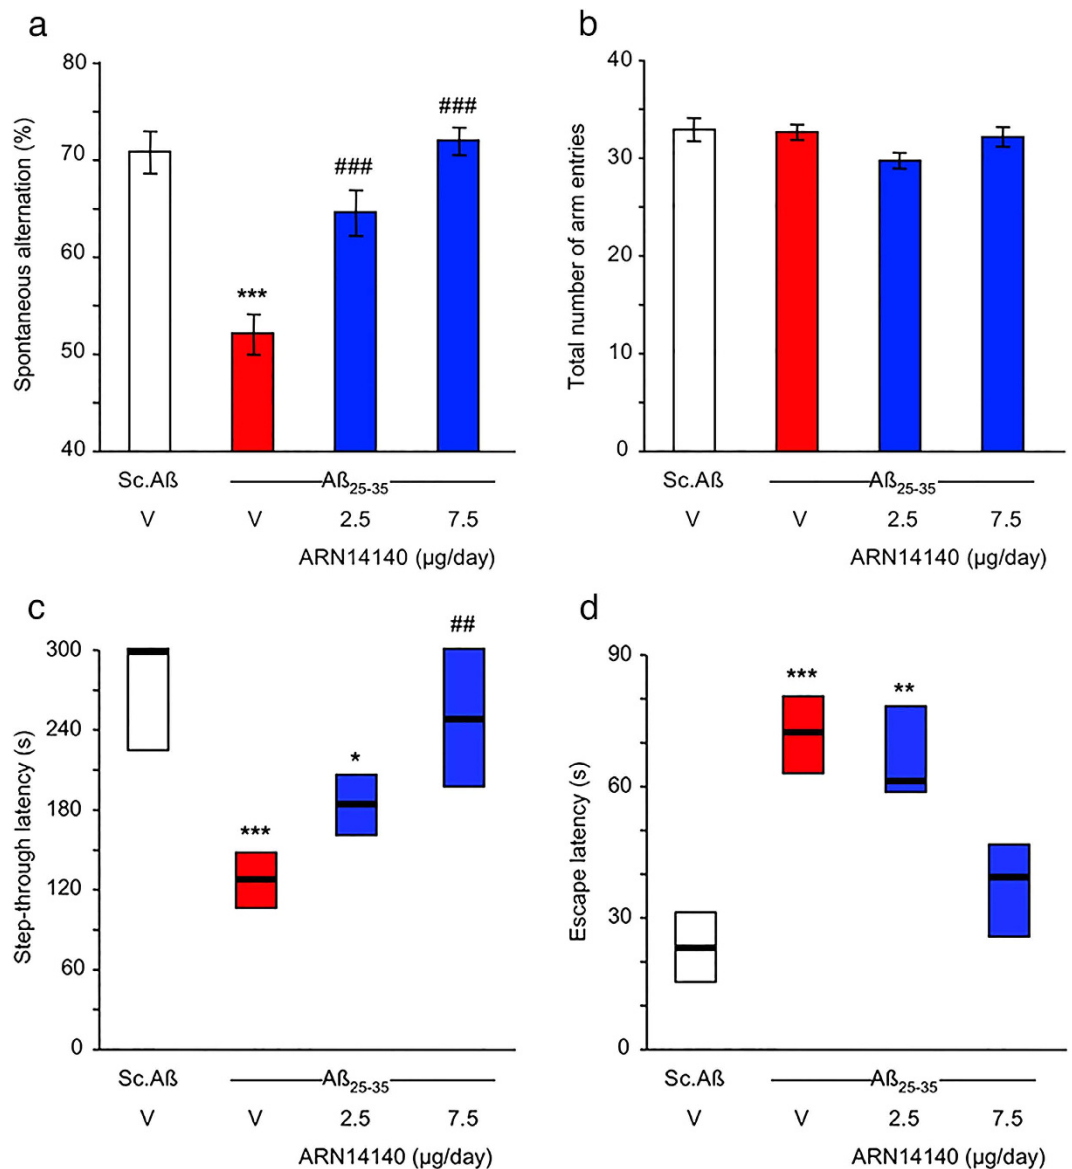 a
80
70
60
50
40
Spontaneous alternation (%)
***
###
###
Sc.Aß
Aß25-35
V
V
2.5
7.5
ARN14140 (µg/day)
b
40
30
20
10
0
Total number of arm entries
Sc.Aß
Aß25-35
V
V
2.5
7.5
ARN14140 (µg/day)
c
300
240
180
120
60
0
Step-through latency (s)
***
*
##
Sc.Aß
Aß25-35
V
V
2.5
7.5
ARN14140 (µg/day)
d
90
60
30
0
Escape latency (s)
***
**
Sc.Aß
Aß25-35
V
V
2.5
7.5
ARN14140 (µg/day)